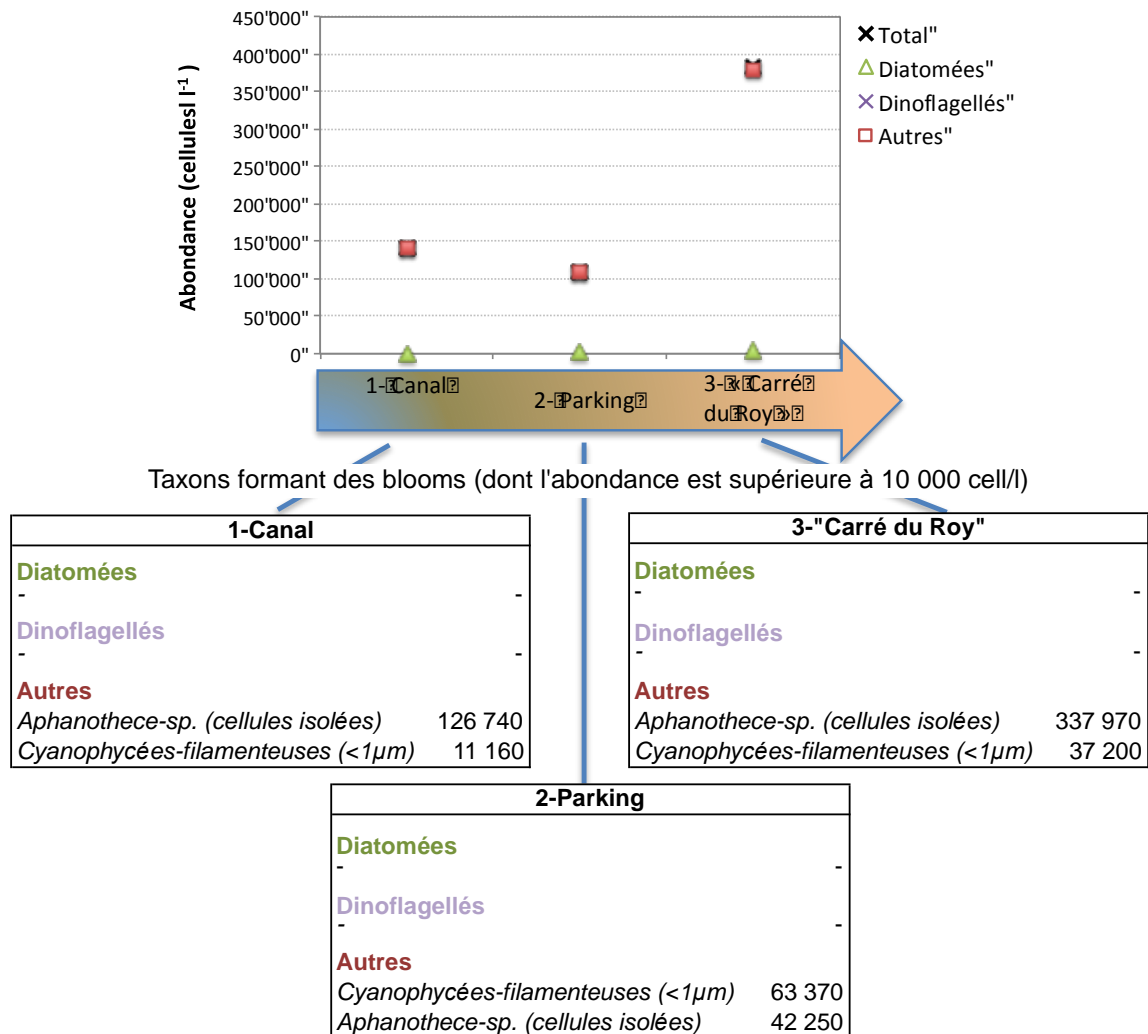 450'000"
400'000"
350'000"
300'000"
250'000"
200'000"
150'000"
100'000"
50'000"
0"
Abondance (cellulesl l-1 )
Total"
Diatomées"
Dinoflagellés"
Autres"
1-⍰Canal⍰
2-⍰Parking⍰
3-⍰«⍰Carré⍰
du⍰Roy⍰»⍰
Taxons formant des blooms (dont l'abondance est supérieure à 10 000 cell/l)
1-Canal
Diatomées
- -
Dinoflagellés
- -
Autres
Aphanothece-sp. (cellules isolées) 126 740
Cyanophycées-filamenteuses (<1µm) 11 160
3-"Carré du Roy"
Diatomées
- -
Dinoflagellés
- -
Autres
Aphanothece-sp. (cellules isolées) 337 970
Cyanophycées-filamenteuses (<1µm) 37 200
2-Parking
Diatomées
- -
Dinoflagellés
- -
Autres
Cyanophycées-filamenteuses (<1µm) 63 370
Aphanothece-sp. (cellules isolées) 42 250